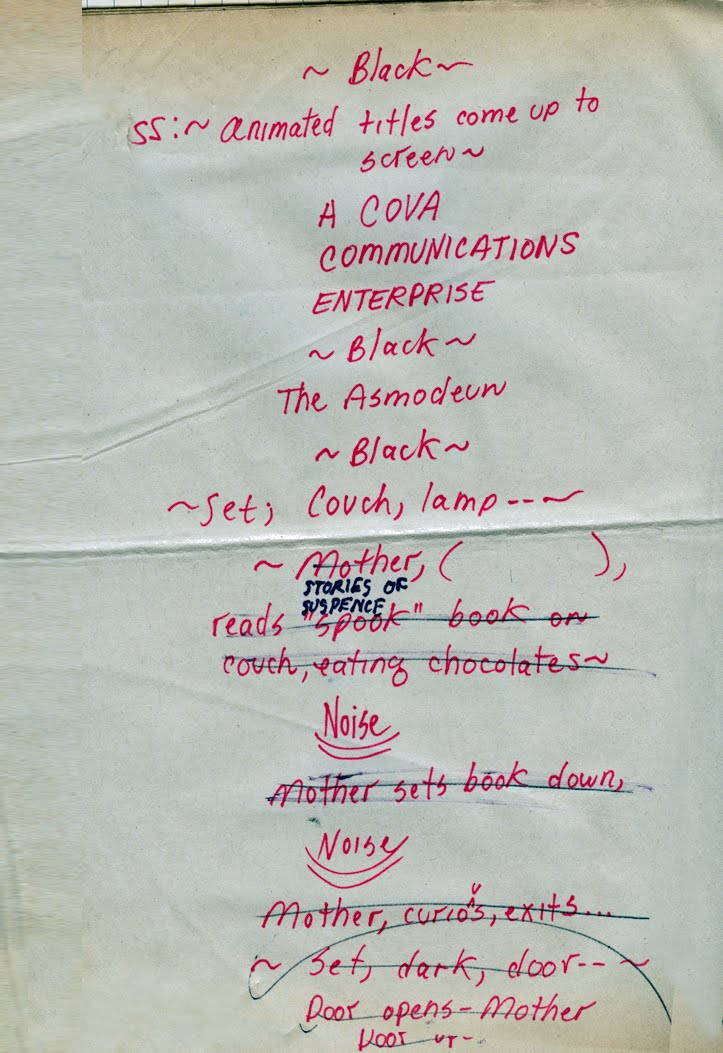 ~ Black ~
SS:~ animated titles come up to
screen ~
A COVA
COMMUNICATIONS
ENTERPRISE
~ Black ~
The Asmodeun
~ Black ~
~ Set; Couch, lamp -- ~
~ Mother, ( ),
STORIES OF
SUSPENCE
reads "spook" book on
couch, eating chocolates ~
Noise
Mother sets book down,
Noise
Mother, curios, exits...
u
~ Set, dark, door -- ~
Door opens - Mother
Door